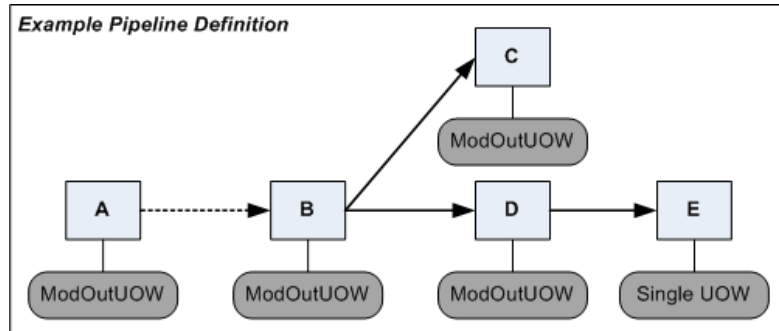 Example Pipeline Definition
C
ModOutUOW
A
B
D
E
ModOutUOW
ModOutUOW
ModOutUOW
Single UOW